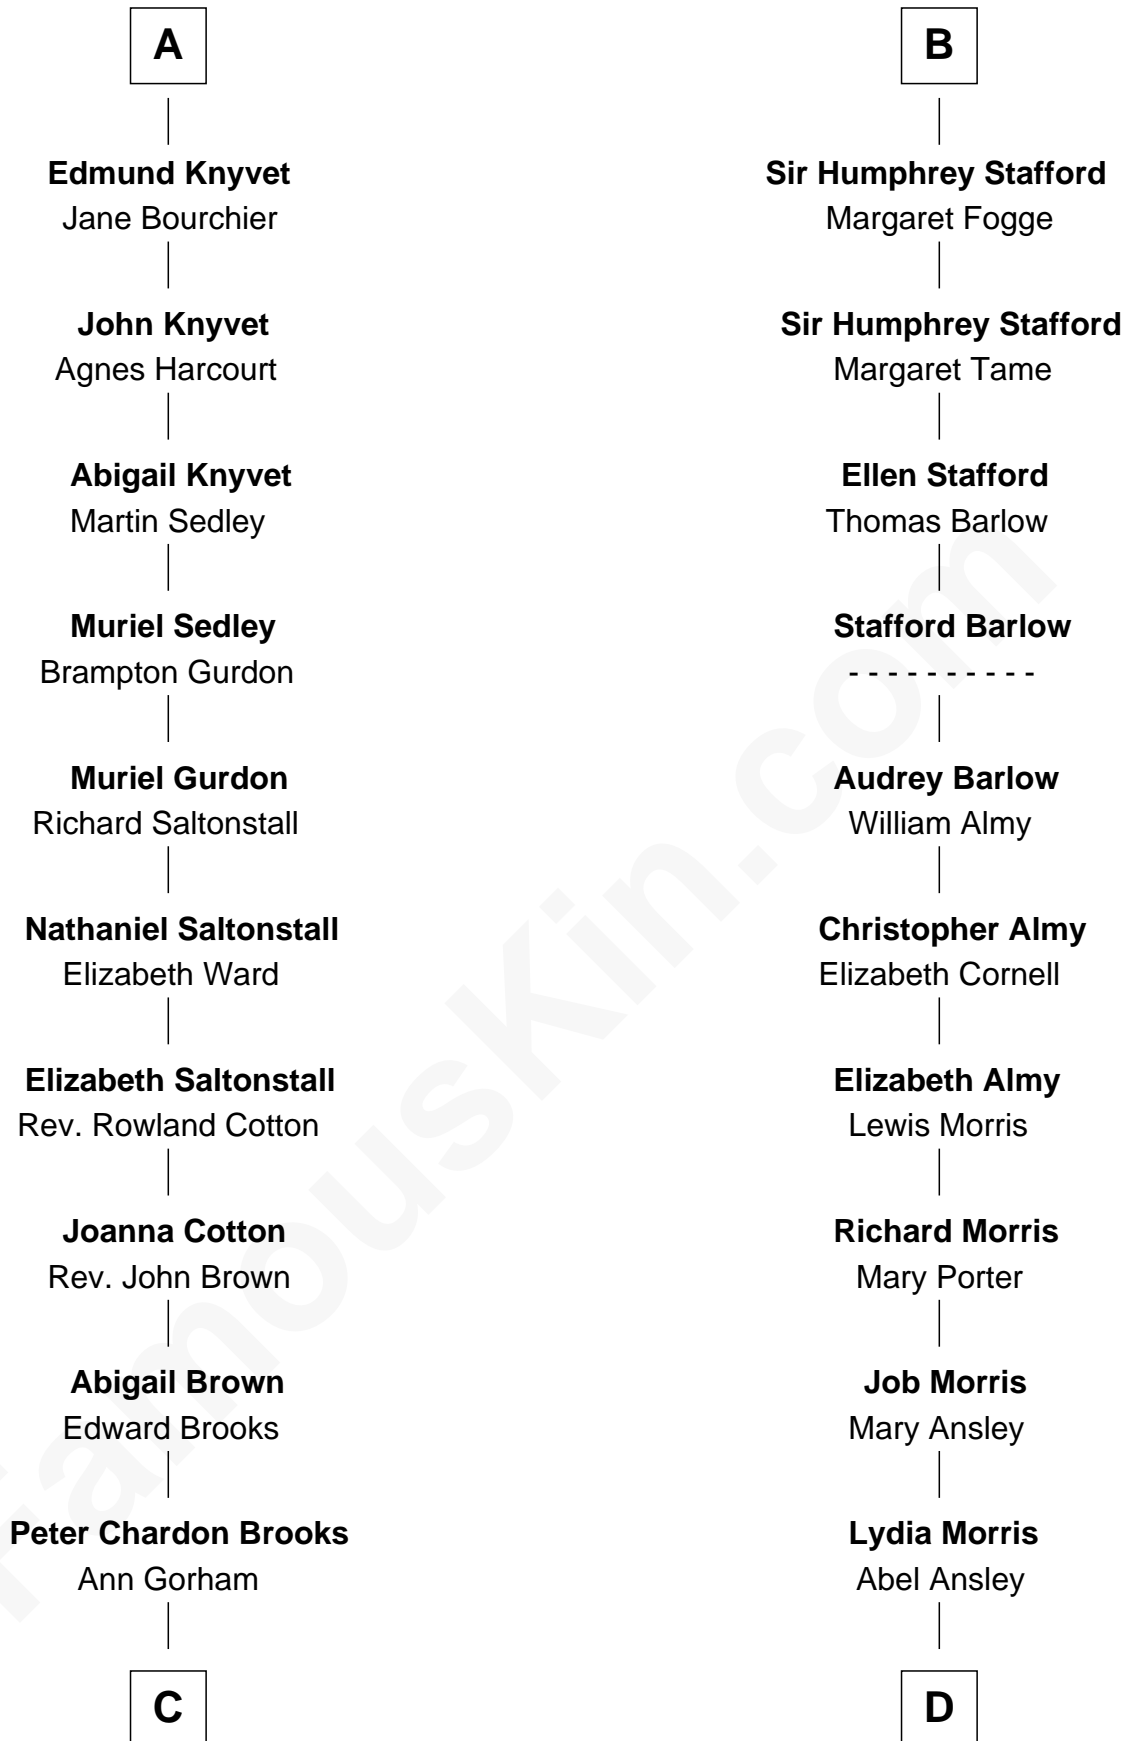 A
Edmund Knyvet
Jane Bourchier
John Knyvet
Agnes Harcourt
Abigail Knyvet
Martin Sedley
Muriel Sedley
Brampton Gurdon
Muriel Gurdon
Richard Saltonstall
Nathaniel Saltonstall
Elizabeth Ward
Elizabeth Saltonstall
Rev. Rowland Cotton
Joanna Cotton
Rev. John Brown
Abigail Brown
Edward Brooks
Peter Chardon Brooks
Ann Gorham
C
B
Sir Humphrey Stafford
Margaret Fogge
Sir Humphrey Stafford
Margaret Tame
Ellen Stafford
Thomas Barlow
Stafford Barlow
- - - - - - - - - -
Audrey Barlow
William Almy
Christopher Almy
Elizabeth Cornell
Elizabeth Almy
Lewis Morris
Richard Morris
Mary Porter
Job Morris
Mary Ansley
Lydia Morris
Abel Ansley
D
FamousKin.com